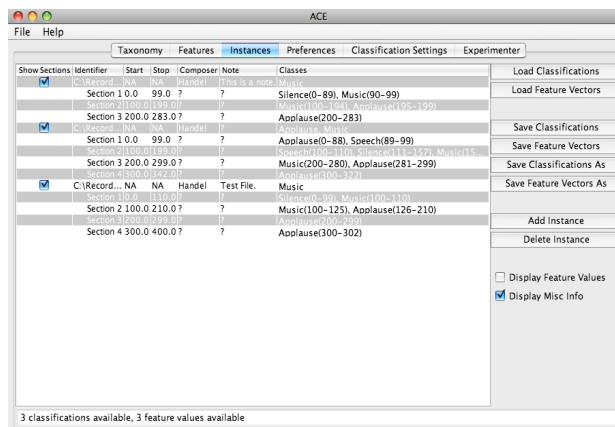 ACE
File Help
Taxonomy Features Instances Preferences Classification Settings Experimenter
Show Sections Identifier Start Stop Composer Note Classes
C:\Record... NA NA Handel This is a note. Music
Section 1 0.0 99.0 ? ? Silence(0-89), Music(90-99)
Section 2 100.0 199.0 ? ? Music(100-194), Applause(195-199)
Section 3 200.0 283.0 ? ? Applause(200-283)
C:\Record... NA NA Handel ? Applause, Music
Section 1 0.0 99.0 ? ? Applause(0-88), Speech(89-99)
Section 2 100.0 199.0 ? ? Speech(100-110), Silence(111-157), Music(15...
Section 3 200.0 299.0 ? ? Music(200-280), Applause(281-299)
Section 4 300.0 342.0 ? ? Applause(300-322)
C:\Record... NA NA Handel Test File. Music
Section 1 0.0 110.0 ? ? Silence(0-99), Music(100-110)
Section 2 100.0 210.0 ? ? Music(100-125), Applause(126-210)
Section 3 200.0 299.0 ? ? Applause(200-299)
Section 4 300.0 400.0 ? ? Applause(300-302)
Load Classifications
Load Feature Vectors
Save Classifications
Save Feature Vectors
Save Classifications As
Save Feature Vectors As
Add Instance
Delete Instance
Display Feature Values
Display Misc Info
3 classifications available, 3 feature values available